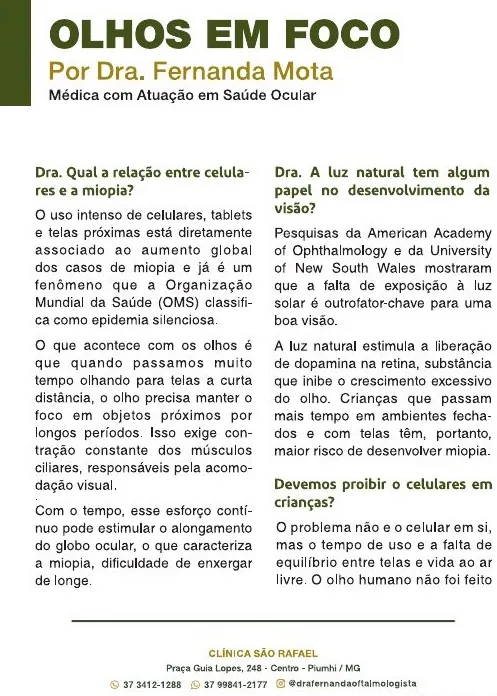 OLHOS EM FOCO
Por Dra. Fernanda Mota
Médica com Atuação em Saúde Ocular
Dra. Qual a relação entre celula-
res e a miopia?
O uso intenso de celulares, tablets
e telas próximas está diretamente
associado ao aumento global
dos casos de miopia e já é um
fenômeno que a Organização
Mundial da Saúde (OMS) classifi-
ca como epidemia silenciosa.
O que acontece com os olhos é
que quando passamos muito
tempo olhando para telas a curta
distância, o olho precisa manter o
foco em objetos próximos por
longos períodos. Isso exige con-
tração constante dos músculos
ciliares, responsáveis pela acomo-
dação visual.
.
Com o tempo, esse esforço contí-
nuo pode estimular o alongamento
do globo ocular, o que caracteriza
a miopia, dificuldade de enxergar
de longe.
Dra. A luz natural tem algum
papel no desenvolvimento da
visão?
Pesquisas da American Academy
of Ophthalmology e da University
of New South Wales mostraram
que a falta de exposição à luz
solar é outrofator-chave para uma
boa visão.
A luz natural estimula a liberação
de dopamina na retina, substância
que inibe o crescimento excessivo
do olho. Crianças que passam
mais tempo em ambientes fecha-
dos e com telas têm, portanto,
maior risco de desenvolver miopia.
Devemos proibir o celulares em
crianças?
O problema não e o celular em si,
mas o tempo de uso e a falta de
equilíbrio entre telas e vida ao ar
livre. O olho humano não foi feito
CLÍNICA SÃO RAFAEL
Praça Guia Lopes, 248 - Centro - Piumhi / MG
37 3412-1288 37 99841-2177 @drafernandaoftalmologista